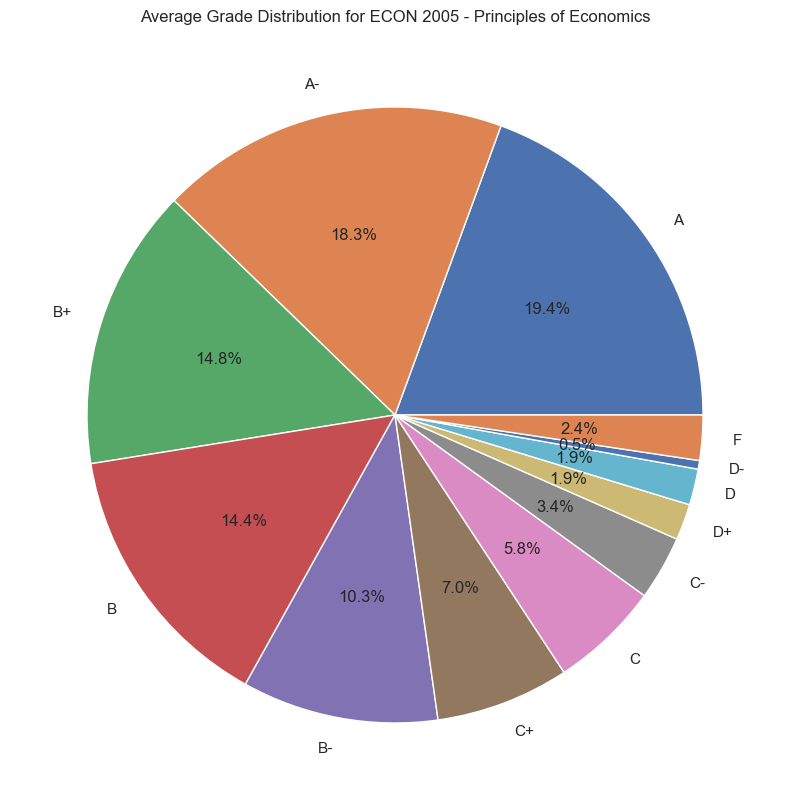 Average Grade Distribution for ECON 2005 - Principles of Economics
A-
A
18.3%
19.4%
B+
14.8%
2.4%
F
0.5%
D-
1.9%
D
1.9%
D+
3.4%
14.4%
5.8%
C-
7.0%
10.3%
B
C
C+
B-